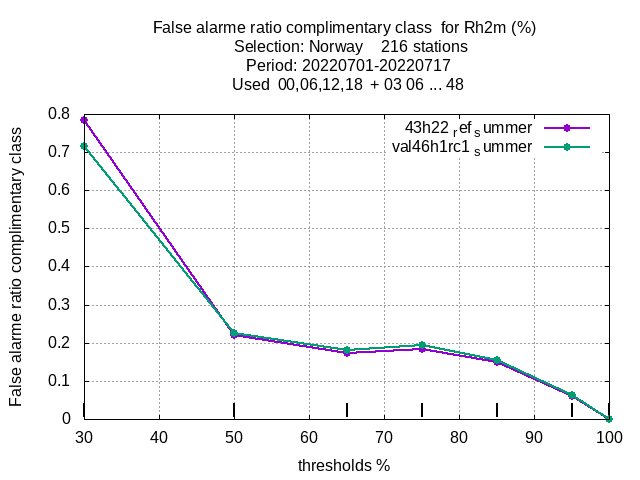 False alarme ratio complimentary class  for Rh2m (%)
Selection: Norway    216 stations
Period: 20220701-20220717
Used  00,06,12,18  + 03 06 ... 48
43h22 ref summer
val46h1rc1 summer
False alarme ratio complimentary class
0.8
0.7
0.6
0.5
0.4
0.3
0.2
0.1
0
30 40 50 60 70 80 90 100
thresholds %